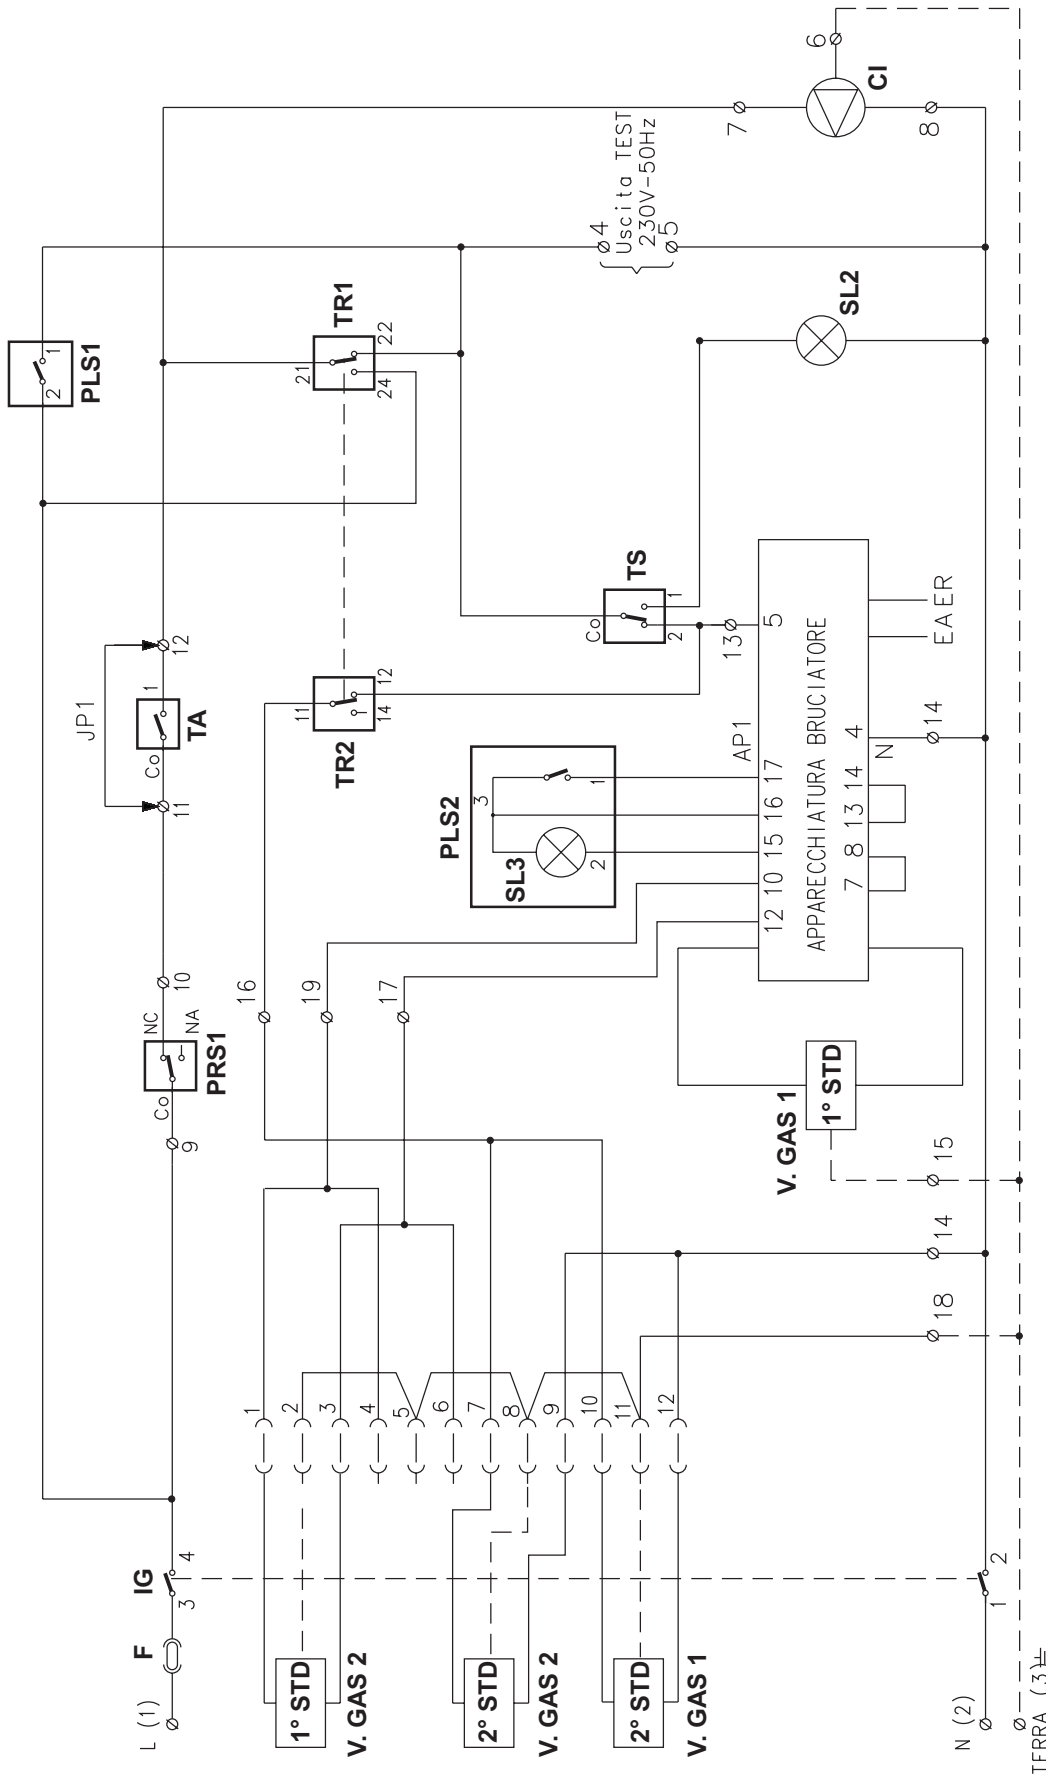 6
CI
7
8
4
Uscita TEST
230V-50Hz
5
SL2
1
2
PLS1
TR1
21
22
24
JP1
12
1
TA
Co
11
TS
Co
1
2
13
TR2
11
12
14
PLS2
3
1
SL3
2
AP1
5
APPARECCHIATURA BRUCIATORE
17
16
15
10
12
EA
ER
4
N
14
14
13
8
7
10
NC
NA
PRS1
Co
9
16
19
17
V. GAS 1
1° STD
15
14
18
1
2
3
4
5
6
7
8
9
10
11
12
IG
4
3
F
L (1)
1° STD
V. GAS 2
2° STD
V. GAS 2
2° STD
V. GAS 1
2
1
N (2)
TERRA (3)